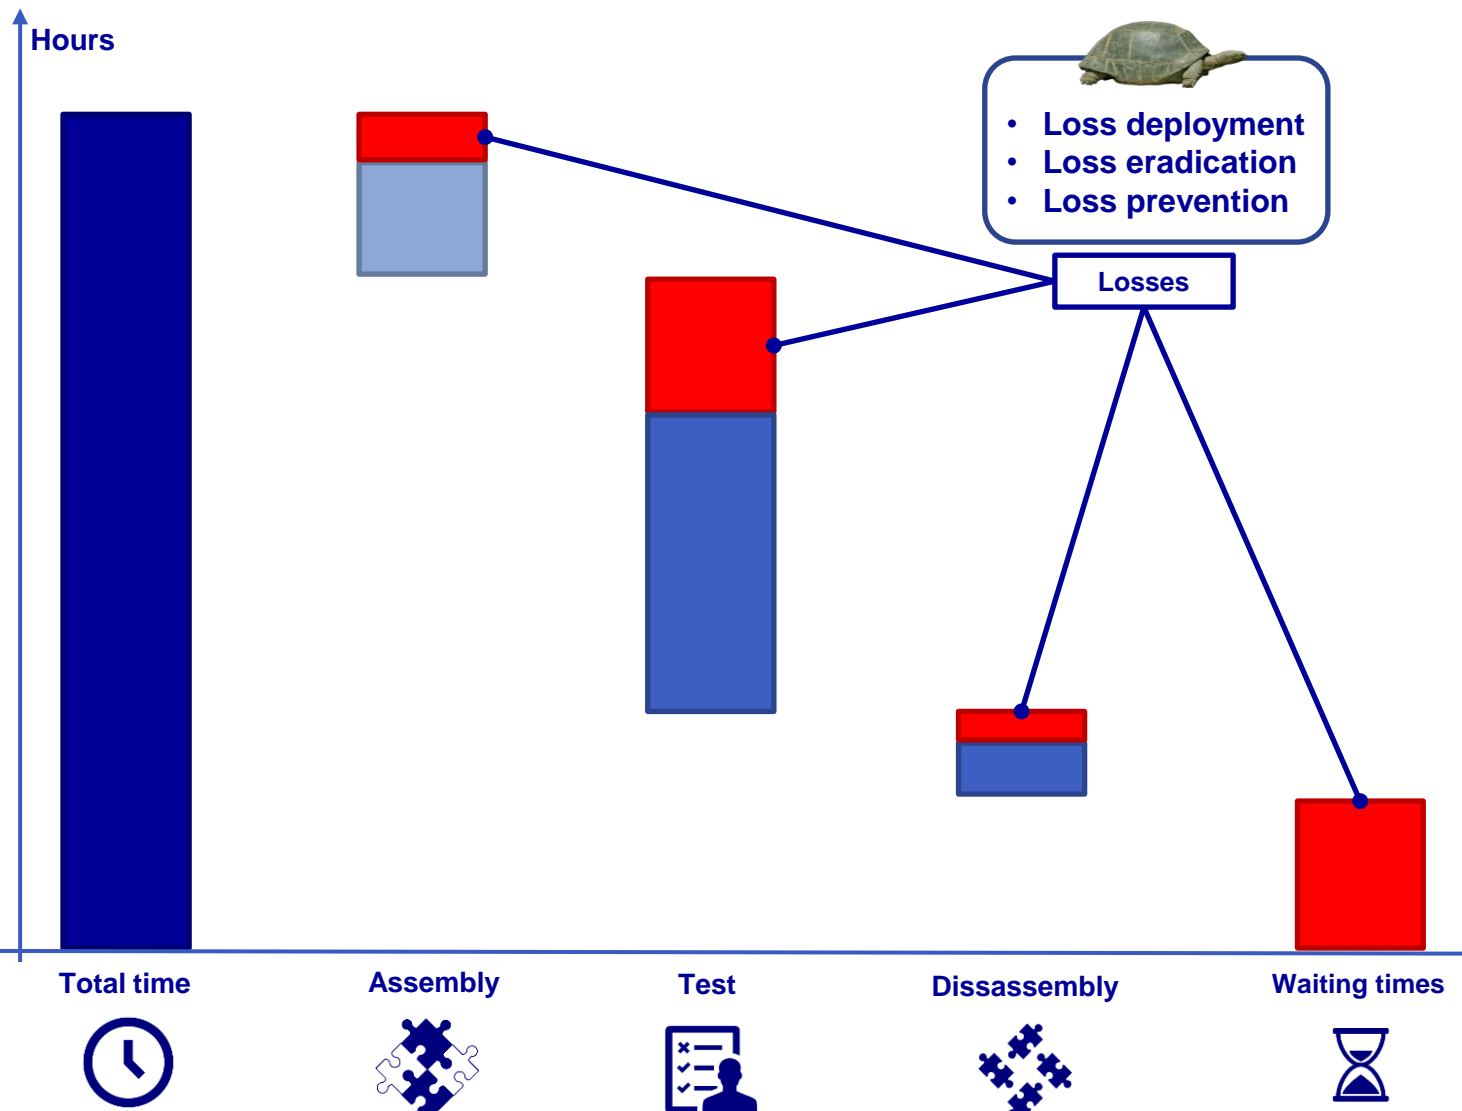 Hours
• Loss deployment
• Loss eradication
• Loss prevention
Losses
Total time
Assembly
Test
Dissassembly
Waiting times